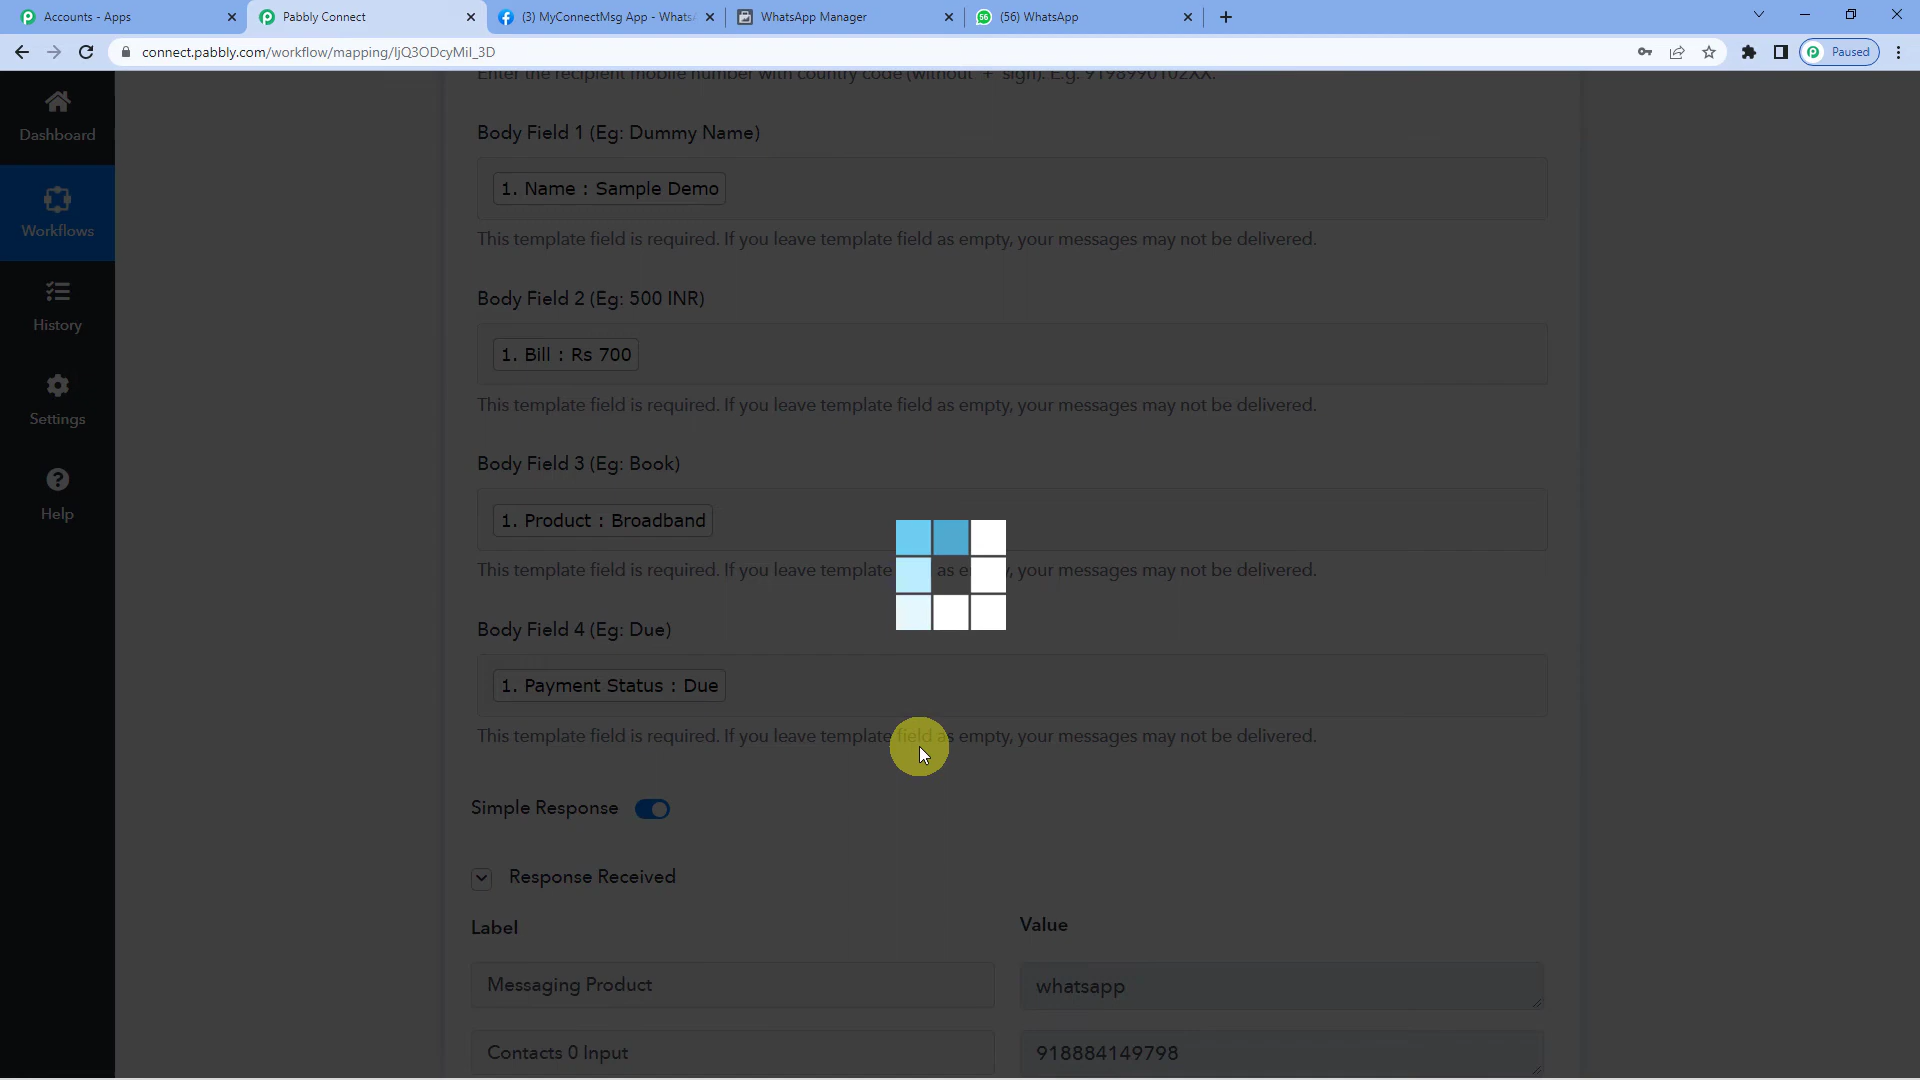 Accounts - Apps
Pabbly Connect
(3) MyConnectMsg App - Whats
WhatsApp Manager
(56) WhatsApp
connect.pabbly.com/workflow/mapping/IjQ3ODcyMiI_3D
Paused
Enter the recipient mobile number with country code (without '+' sign). E.g. 9198990102XX.
Dashboard
Workflows
History
Settings
Help
Body Field 1 (Eg: Dummy Name)
1. Name : Sample Demo
This template field is required. If you leave template field as empty, your messages may not be delivered.
Body Field 2 (Eg: 500 INR)
1. Bill : Rs 700
This template field is required. If you leave template field as empty, your messages may not be delivered.
Body Field 3 (Eg: Book)
1. Product : Broadband
This template field is required. If you leave template as e , your messages may not be delivered.
Body Field 4 (Eg: Due)
1. Payment Status : Due
This template field is required. If you leave template field as empty, your messages may not be delivered.
Simple Response
Response Received
Label
Value
Messaging Product
whatsapp
Contacts 0 Input
918884149798